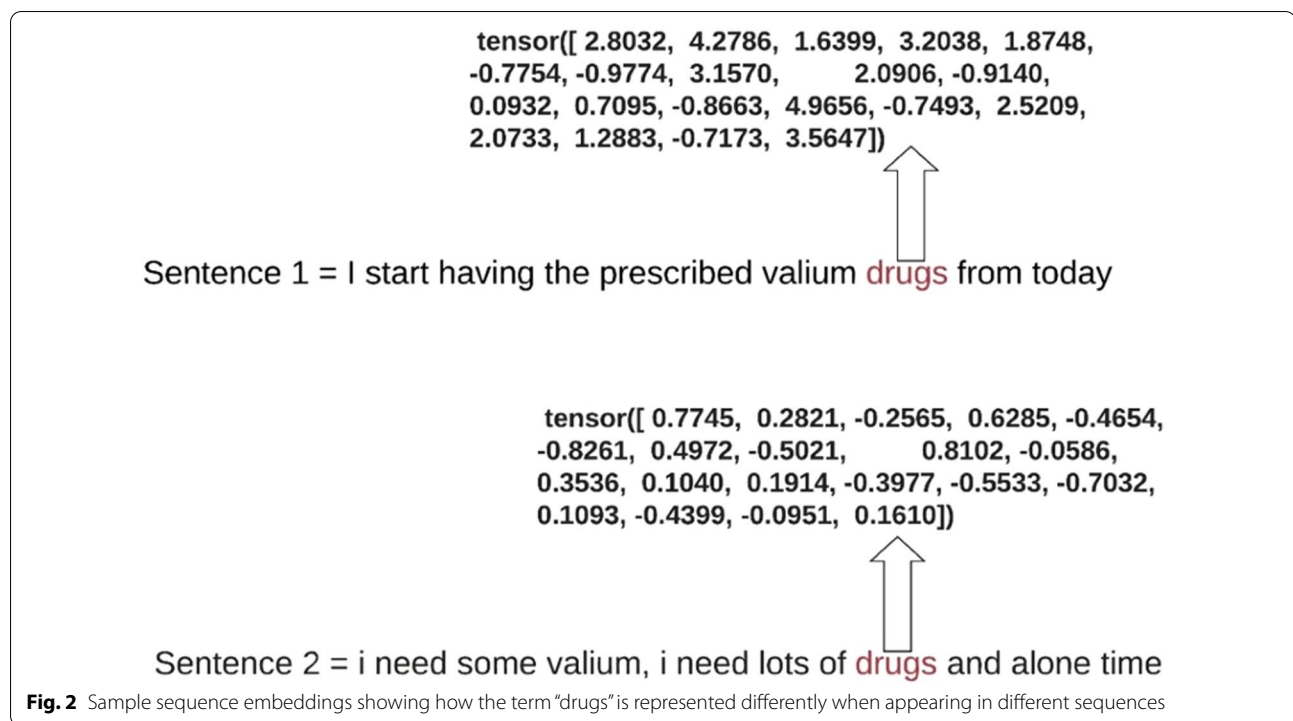 tensor([ 2.8032, 4.2786, 1.6399, 3.2038, 1.8748,
-0.7754, -0.9774, 3.1570, 2.0906, -0.9140,
0.0932, 0.7095, -0.8663, 4.9656, -0.7493, 2.5209,
2.0733, 1.2883, -0.7173, 3.5647])
Sentence 1 = I start having the prescribed valium drugs from today
tensor([ 0.7745, 0.2821, -0.2565, 0.6285, -0.4654,
-0.8261, 0.4972, -0.5021, 0.8102, -0.0586,
0.3536, 0.1040, 0.1914, -0.3977, -0.5533, -0.7032,
0.1093, -0.4399, -0.0951, 0.1610])
Sentence 2 = i need some valium, i need lots of drugs and alone time
Fig. 2 Sample sequence embeddings showing how the term “drugs” is represented differently when appearing in different sequences